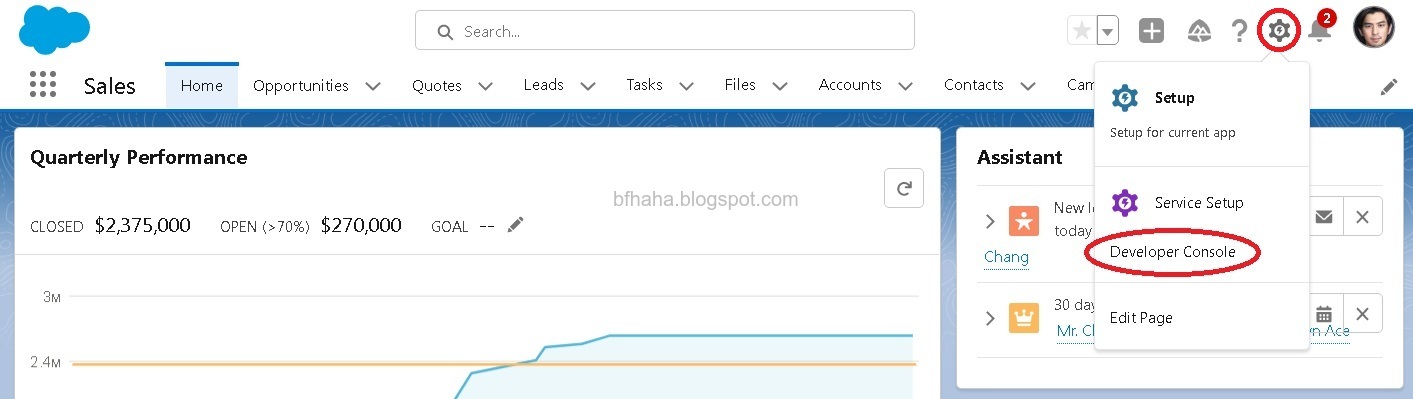 Search...
2
Sales Home Opportunities Quotes Leads Tasks Files Accounts Contacts
Setup
Setup for current app
Service Setup
Developer Console
Edit Page
Quarterly Performance
bfhaha.blogspot.com
CLOSED $2,375,000 OPEN (>70%) $270,000 GOAL --
3M
2.4M
Assistant
New
today
Chang
30
Mr.
Ace